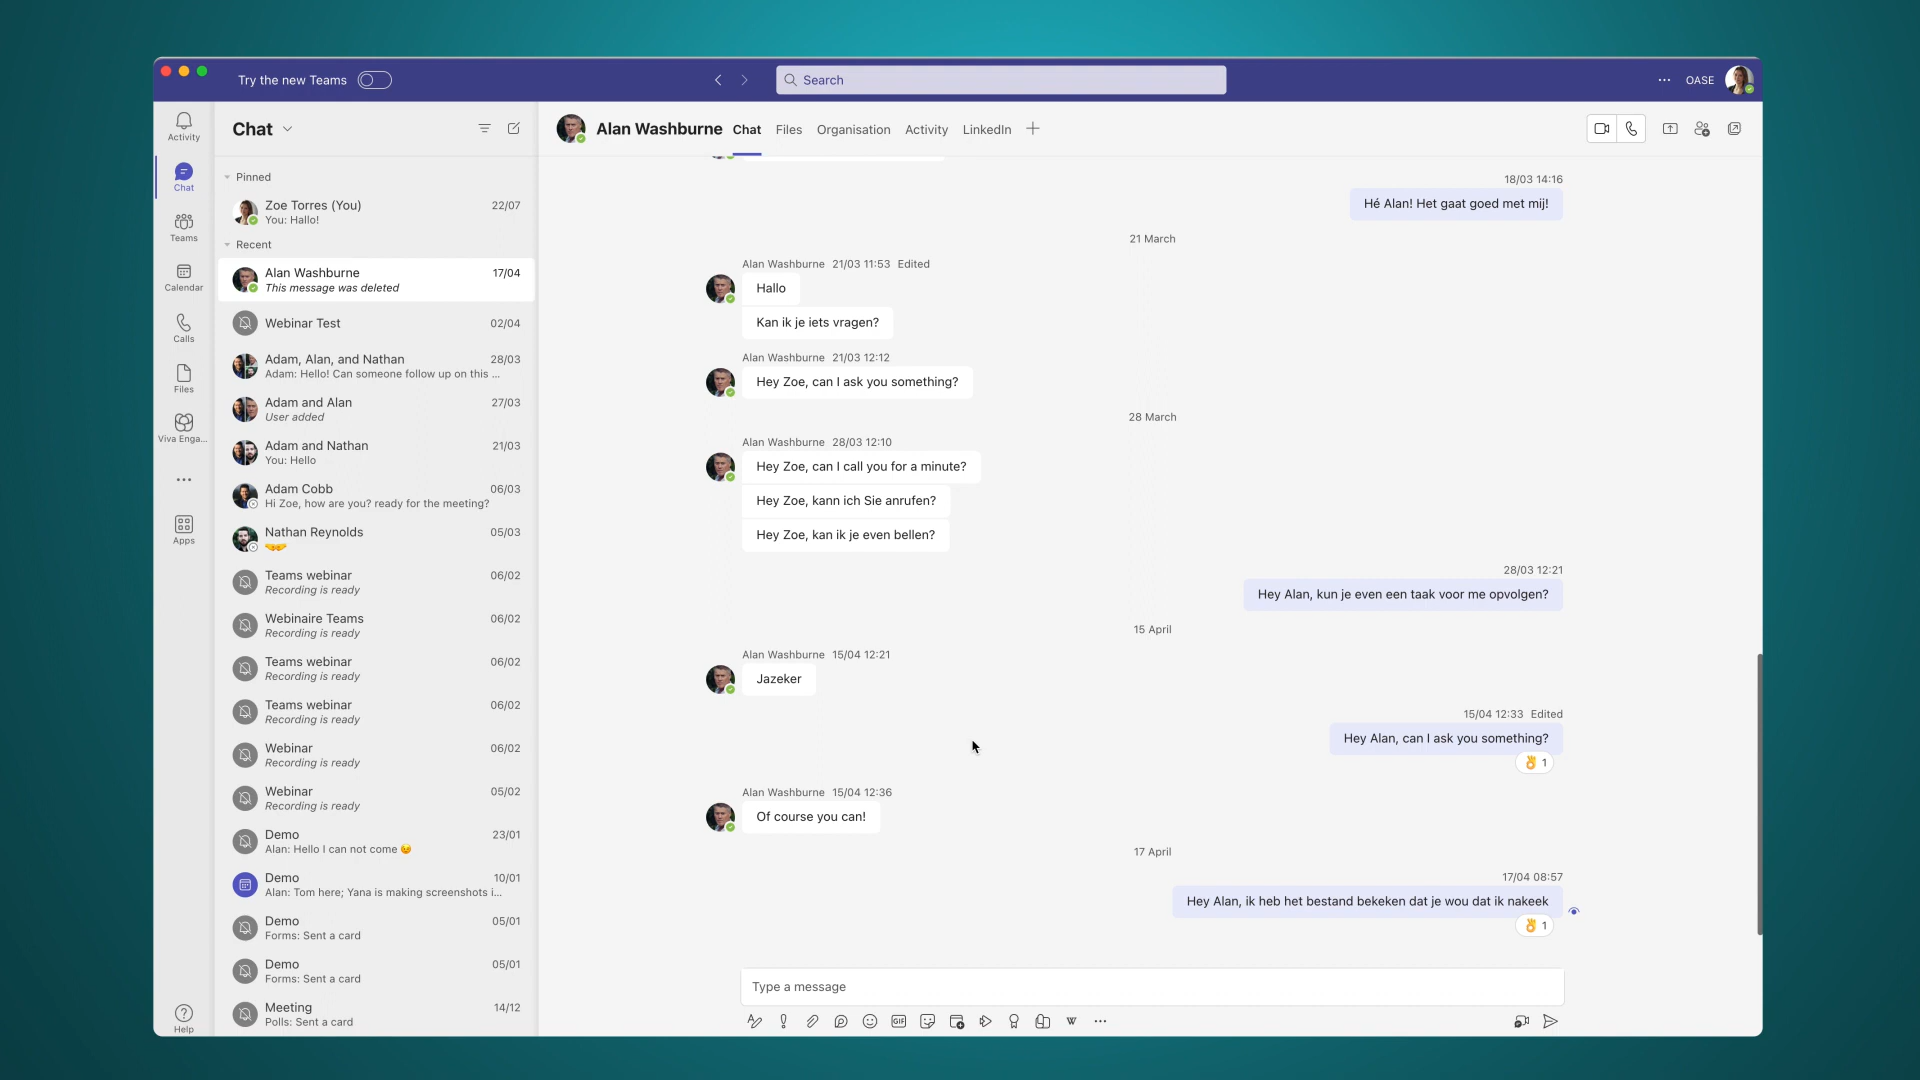 Try the new Teams
Search
OASE
Activity
Chat
Teams
Calendar
Calls
Files
Viva Enga...
Apps
Help
Chat
Pinned
Zoe Torres (You) 22/07
You: Hallo!
Recent
Alan Washburne 17/04
This message was deleted
Webinar Test 02/04
Adam, Alan, and Nathan 28/03
Adam: Hello! Can someone follow up on this ...
Adam and Alan 27/03
User added
Adam and Nathan 21/03
You: Hello
Adam Cobb 06/03
Hi Zoe, how are you? ready for the meeting?
Nathan Reynolds 05/03
Teams webinar 06/02
Recording is ready
Webinaire Teams 06/02
Recording is ready
Teams webinar 06/02
Recording is ready
Teams webinar 06/02
Recording is ready
Webinar 06/02
Recording is ready
Webinar 05/02
Recording is ready
Demo 23/01
Alan: Hello I can not come 😉
Demo 10/01
Alan: Tom here; Yana is making screenshots i...
Demo 05/01
Forms: Sent a card
Demo 05/01
Forms: Sent a card
Meeting 14/12
Polls: Sent a card
Alan Washburne Chat Files Organisation Activity LinkedIn
18/03 14:16
Hé Alan! Het gaat goed met mij!
21 March
Alan Washburne 21/03 11:53 Edited
Hallo
Kan ik je iets vragen?
Alan Washburne 21/03 12:12
Hey Zoe, can I ask you something?
28 March
Alan Washburne 28/03 12:10
Hey Zoe, can I call you for a minute?
Hey Zoe, kann ich Sie anrufen?
Hey Zoe, kan ik je even bellen?
28/03 12:21
Hey Alan, kun je even een taak voor me opvolgen?
15 April
Alan Washburne 15/04 12:21
Jazeker
15/04 12:33 Edited
Hey Alan, can I ask you something?
👌 1
Alan Washburne 15/04 12:36
Of course you can!
17 April
17/04 08:57
Hey Alan, ik heb het bestand bekeken dat je wou dat ik nakeek
👌 1
Type a message
GIF
W